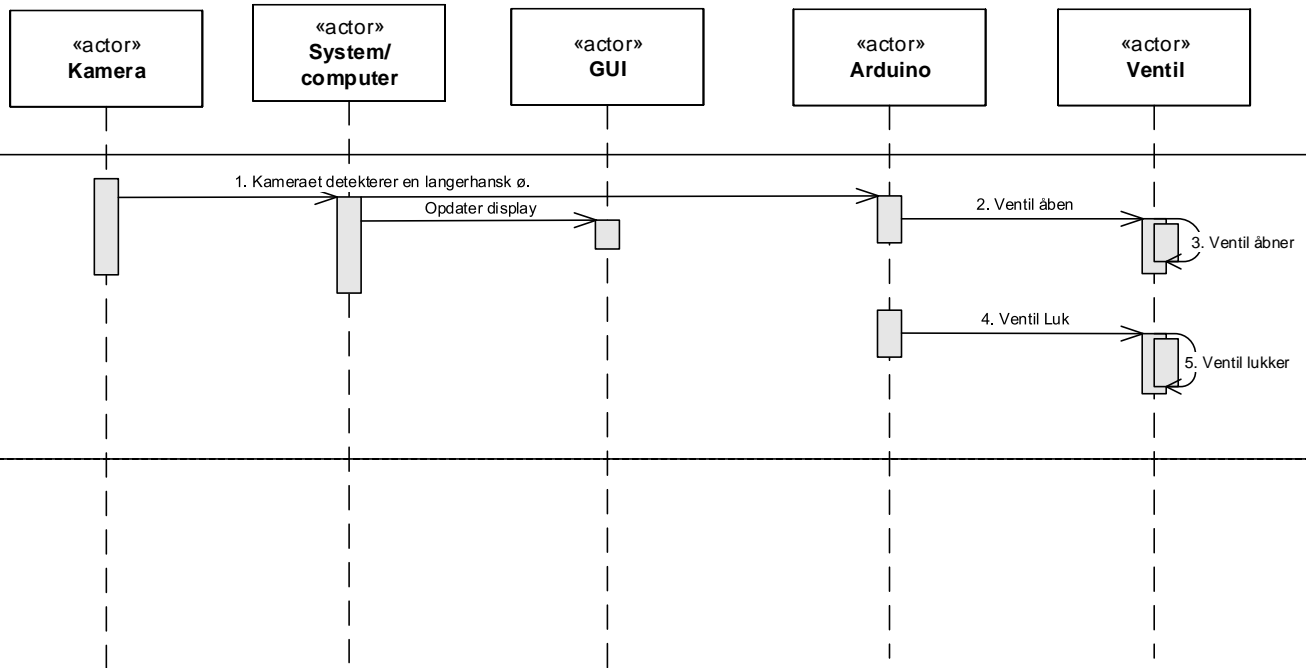 «actor»
Kamera
«actor»
System/
computer
«actor»
GUI
«actor»
Arduino
«actor»
Ventil
1. Kameraet detekterer en langerhansk ø.
Opdater display
2. Ventil åben
3. Ventil åbner
4. Ventil Luk
5. Ventil lukker